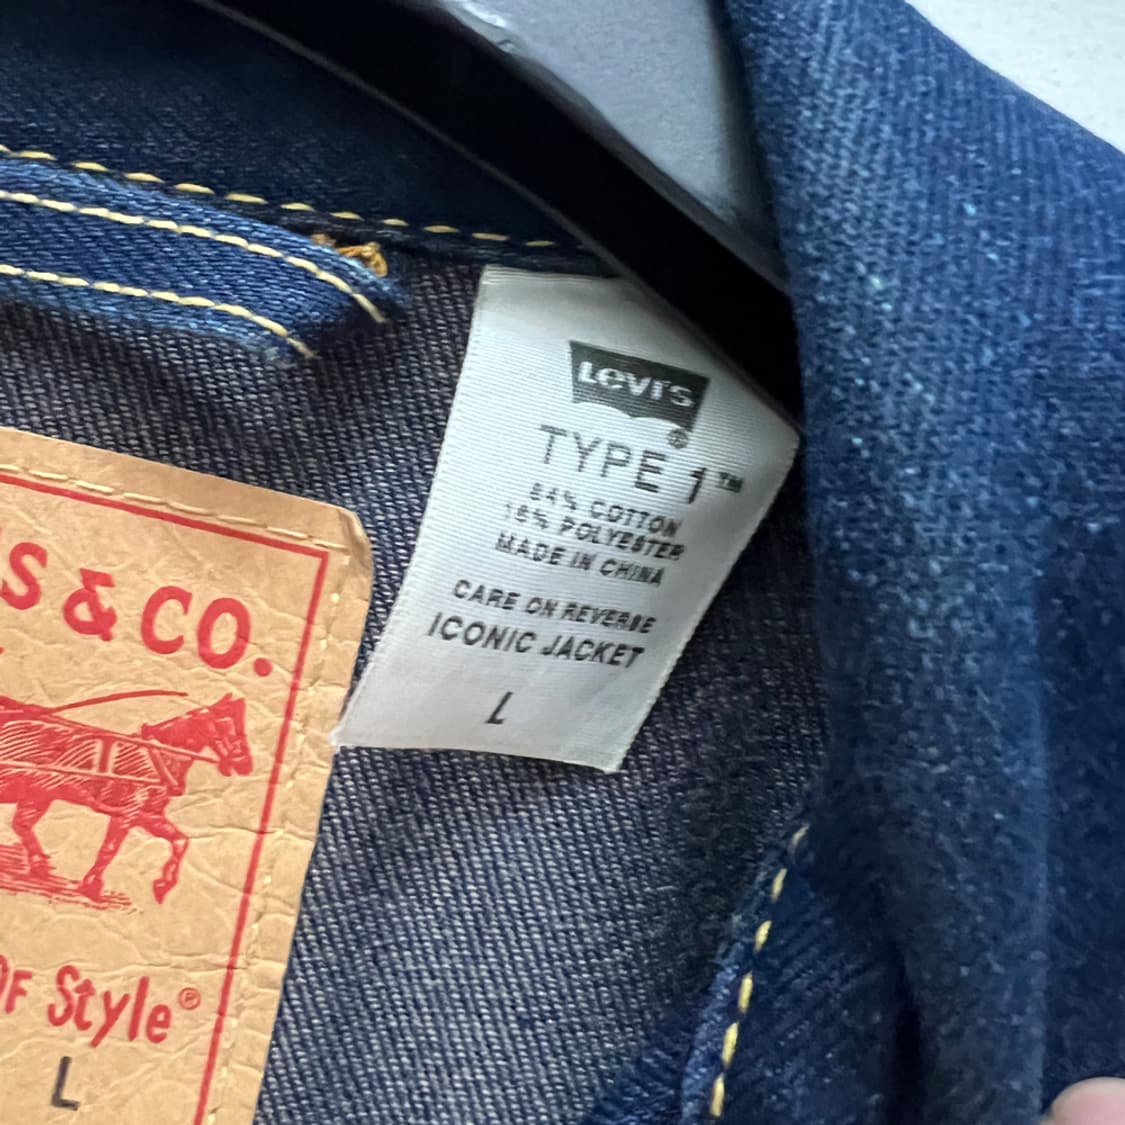 S & CO.
OF Style®
L
Levi's
®
TYPE 1™
84% COTTON
16% POLYESTER
MADE IN CHINA
CARE ON REVERSE
ICONIC JACKET
L